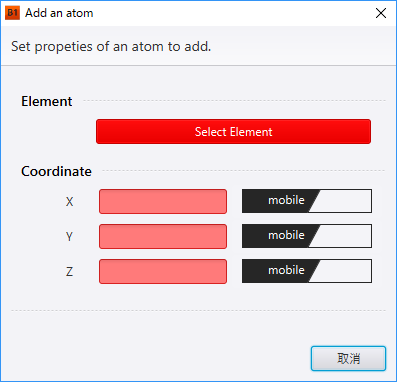 B1 Add an atom
Set propeties of an atom to add.
Element
Select Element
Coordinate
X mobile
Y mobile
Z mobile
取消